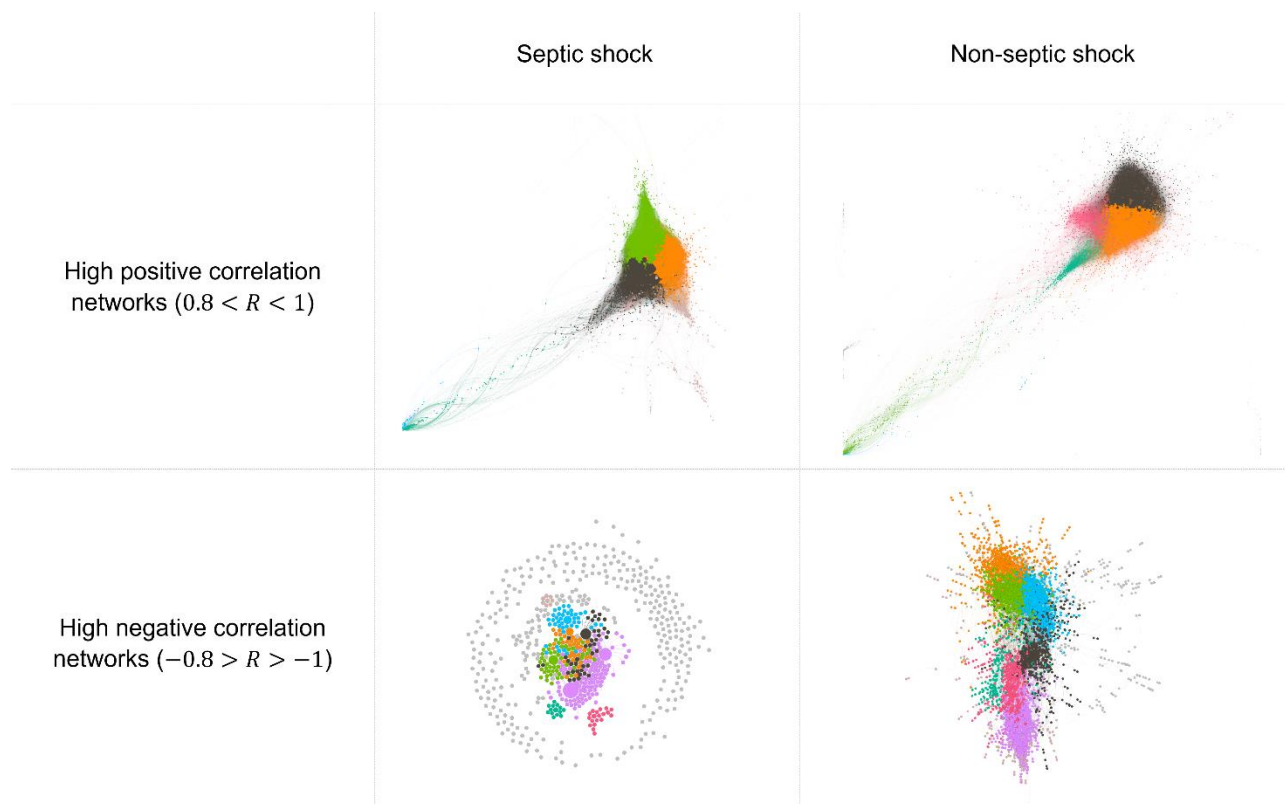 Septic shock
Non-septic shock
High positive correlation
networks (0.8 < R < 1)
High negative correlation
networks (−0.8 > R > −1)